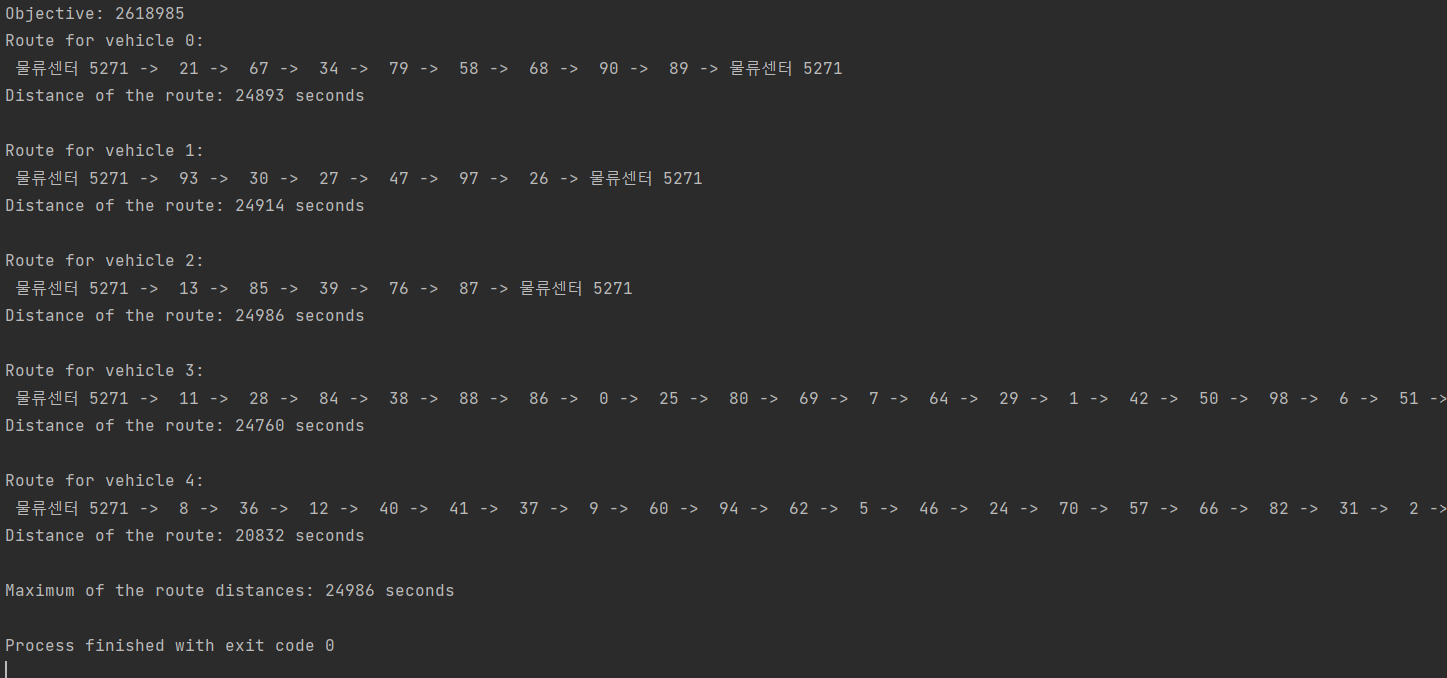 Objective: 2618985
Route for vehicle 0:
물류센터 5271 ->  21 ->  67 ->  34 ->  79 ->  58 ->  68 ->  90 ->  89 -> 물류센터 5271
Distance of the route: 24893 seconds
Route for vehicle 1:
물류센터 5271 ->  93 ->  30 ->  27 ->  47 ->  97 ->  26 -> 물류센터 5271
Distance of the route: 24914 seconds
Route for vehicle 2:
물류센터 5271 ->  13 ->  85 ->  39 ->  76 ->  87 -> 물류센터 5271
Distance of the route: 24986 seconds
Route for vehicle 3:
물류센터 5271 ->  11 ->  28 ->  84 ->  38 ->  88 ->  86 ->  0 ->  25 ->  80 ->  69 ->  7 ->  64 ->  29 ->  1 ->  42 ->  50 ->  98 ->  6 ->  51 ->
Distance of the route: 24760 seconds
Route for vehicle 4:
물류센터 5271 ->  8 ->  36 ->  12 ->  40 ->  41 ->  37 ->  9 ->  60 ->  94 ->  62 ->  5 ->  46 ->  24 ->  70 ->  57 ->  66 ->  82 ->  31 ->  2 ->
Distance of the route: 20832 seconds
Maximum of the route distances: 24986 seconds
Process finished with exit code 0